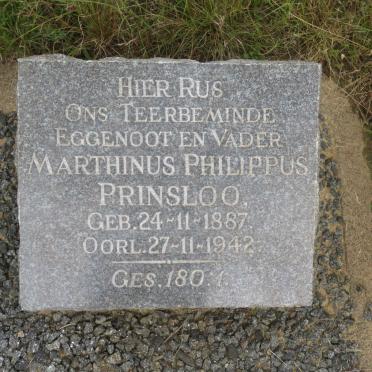 HIER RUS
ONS TEERBEMINDE
EGGENOOT EN VADER
MARTHINUS PHILIPPUS
PRINSLOO.
GEB. 24-11-1887.
OORL. 27-11-1942.
GES. 180.1.